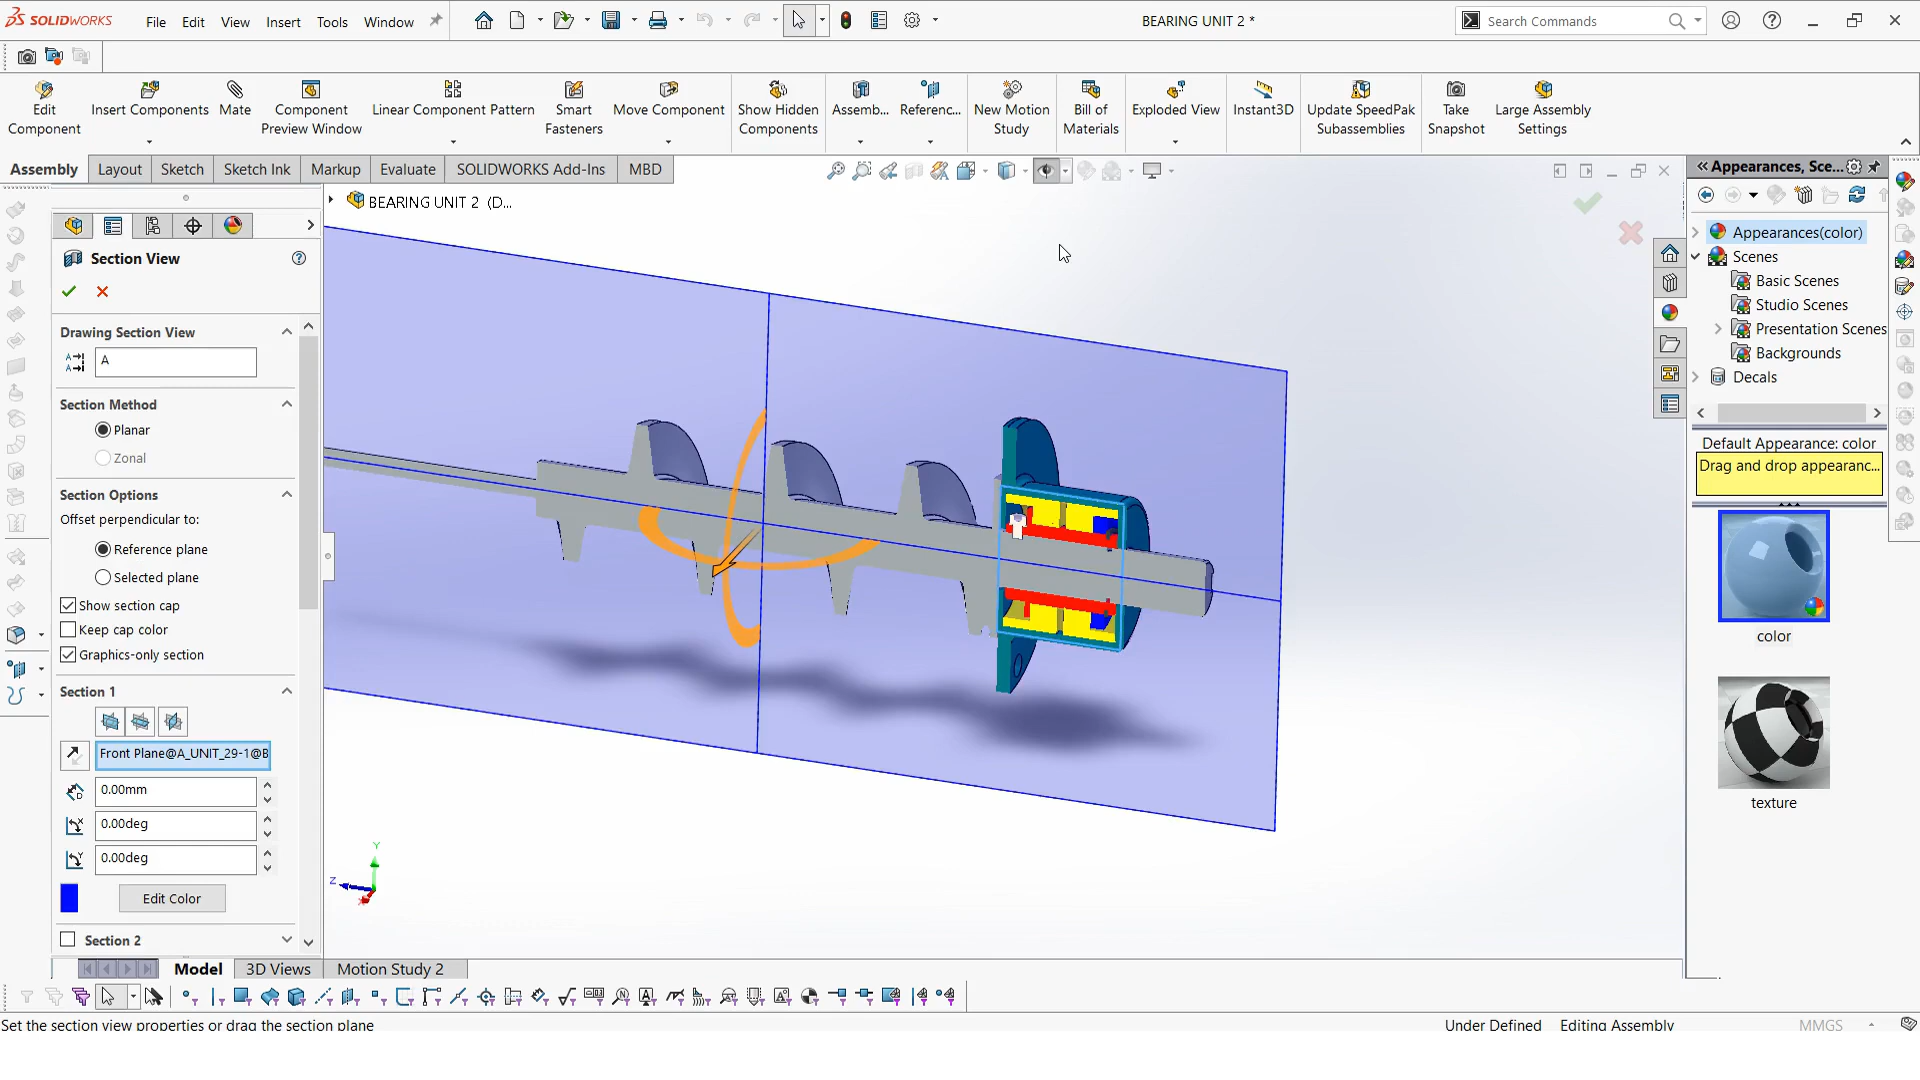 SOLIDWORKS
File Edit View Insert Tools Window
BEARING UNIT 2 *
Search Commands
Edit Component
Insert Components
Mate
Component Preview Window
Linear Component Pattern
Smart Fasteners
Move Component
Show Hidden Components
Assemb...
Referenc...
New Motion Study
Bill of Materials
Exploded View
Instant3D
Update SpeedPak Subassemblies
Take Snapshot
Large Assembly Settings
Assembly Layout Sketch Sketch Ink Markup Evaluate SOLIDWORKS Add-Ins MBD
BEARING UNIT 2 (D...
Section View
Drawing Section View
A
Section Method
Planar
Zonal
Section Options
Offset perpendicular to:
Reference plane
Selected plane
Show section cap
Keep cap color
Graphics-only section
Section 1
Front Plane@A_UNIT_29-1@B
0.00mm
0.00deg
0.00deg
Edit Color
Section 2
Y
Z
Appearances, Sce...
Appearances(color)
Scenes
Basic Scenes
Studio Scenes
Presentation Scenes
Backgrounds
Decals
Default Appearance: color
Drag and drop appearanc...
color
texture
Model 3D Views Motion Study 2
Set the section view properties or drag the section plane
Under Defined Editing Assembly MMGS